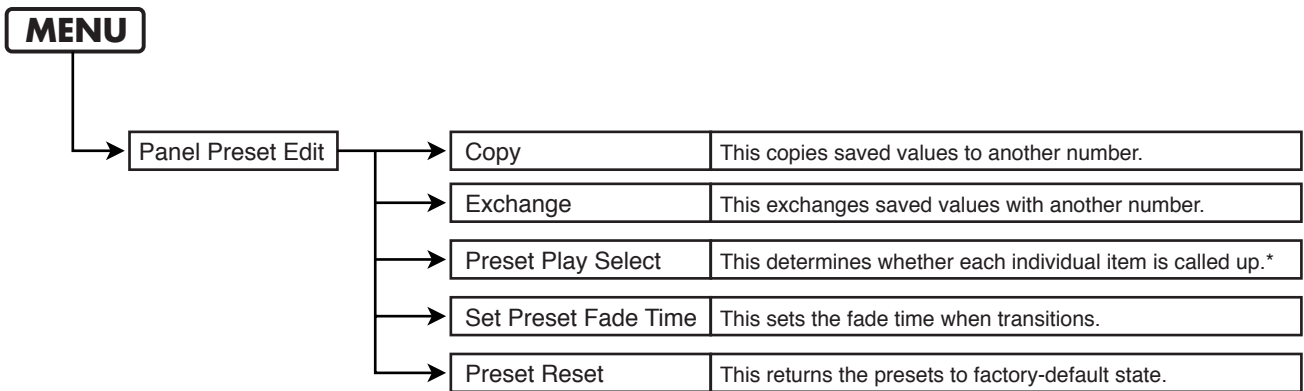 MENU
Panel Preset Edit
Copy This copies saved values to another number.
Exchange This exchanges saved values with another number.
Preset Play Select This determines whether each individual item is called up.*
Set Preset Fade Time This sets the fade time when transitions.
Preset Reset This returns the presets to factory-default state.